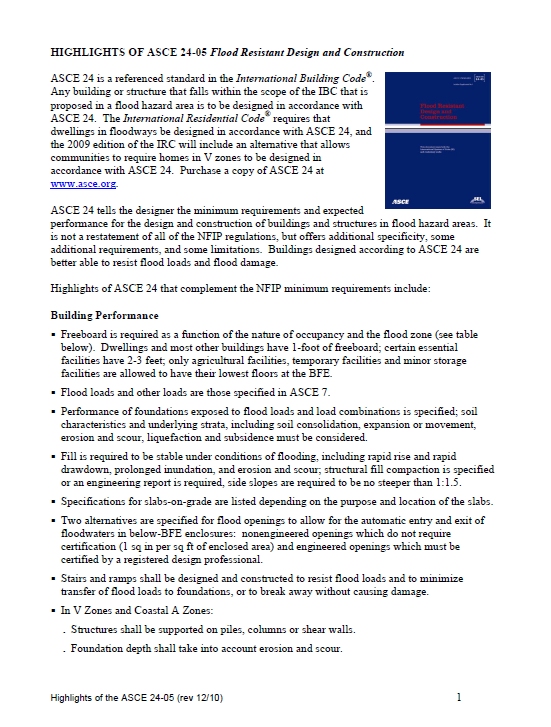 HIGHLIGHTS OF ASCE 24-05 Flood Resistant Design and Construction
ASCE 24 is a referenced standard in the International Building Code®.
Any building or structure that falls within the scope of the IBC that is
proposed in a flood hazard area is to be designed in accordance with
ASCE 24. The International Residential Code® requires that
dwellings in floodways be designed in accordance with ASCE 24, and
the 2009 edition of the IRC will include an alternative that allows
communities to require homes in V zones to be designed in
accordance with ASCE 24. Purchase a copy of ASCE 24 at
www.asce.org.
Flood Resistant
Design and
Construction
ASCE
SEI
ASCE 24 tells the designer the minimum requirements and expected
performance for the design and construction of buildings and structures in flood hazard areas. It
is not a restatement of all of the NFIP regulations, but offers additional specificity, some
additional requirements, and some limitations. Buildings designed according to ASCE 24 are
better able to resist flood loads and flood damage.
Highlights of ASCE 24 that complement the NFIP minimum requirements include:
Building Performance
▪ Freeboard is required as a function of the nature of occupancy and the flood zone (see table
below). Dwellings and most other buildings have 1-foot of freeboard; certain essential
facilities have 2-3 feet; only agricultural facilities, temporary facilities and minor storage
facilities are allowed to have their lowest floors at the BFE.
▪ Flood loads and other loads are those specified in ASCE 7.
▪ Performance of foundations exposed to flood loads and load combinations is specified; soil
characteristics and underlying strata, including soil consolidation, expansion or movement,
erosion and scour, liquefaction and subsidence must be considered.
▪ Fill is required to be stable under conditions of flooding, including rapid rise and rapid
drawdown, prolonged inundation, and erosion and scour; structural fill compaction is specified
or an engineering report is required, side slopes are required to be no steeper than 1:1.5.
▪ Specifications for slabs-on-grade are listed depending on the purpose and location of the slabs.
▪ Two alternatives are specified for flood openings to allow for the automatic entry and exit of
floodwaters in below-BFE enclosures: nonengineered openings which do not require
certification (1 sq in per sq ft of enclosed area) and engineered openings which must be
certified by a registered design professional.
▪ Stairs and ramps shall be designed and constructed to resist flood loads and to minimize
transfer of flood loads to foundations, or to break away without causing damage.
▪ In V Zones and Coastal A Zones:
. Structures shall be supported on piles, columns or shear walls.
. Foundation depth shall take into account erosion and scour.
Highlights of the ASCE 24-05 (rev 12/10) 1